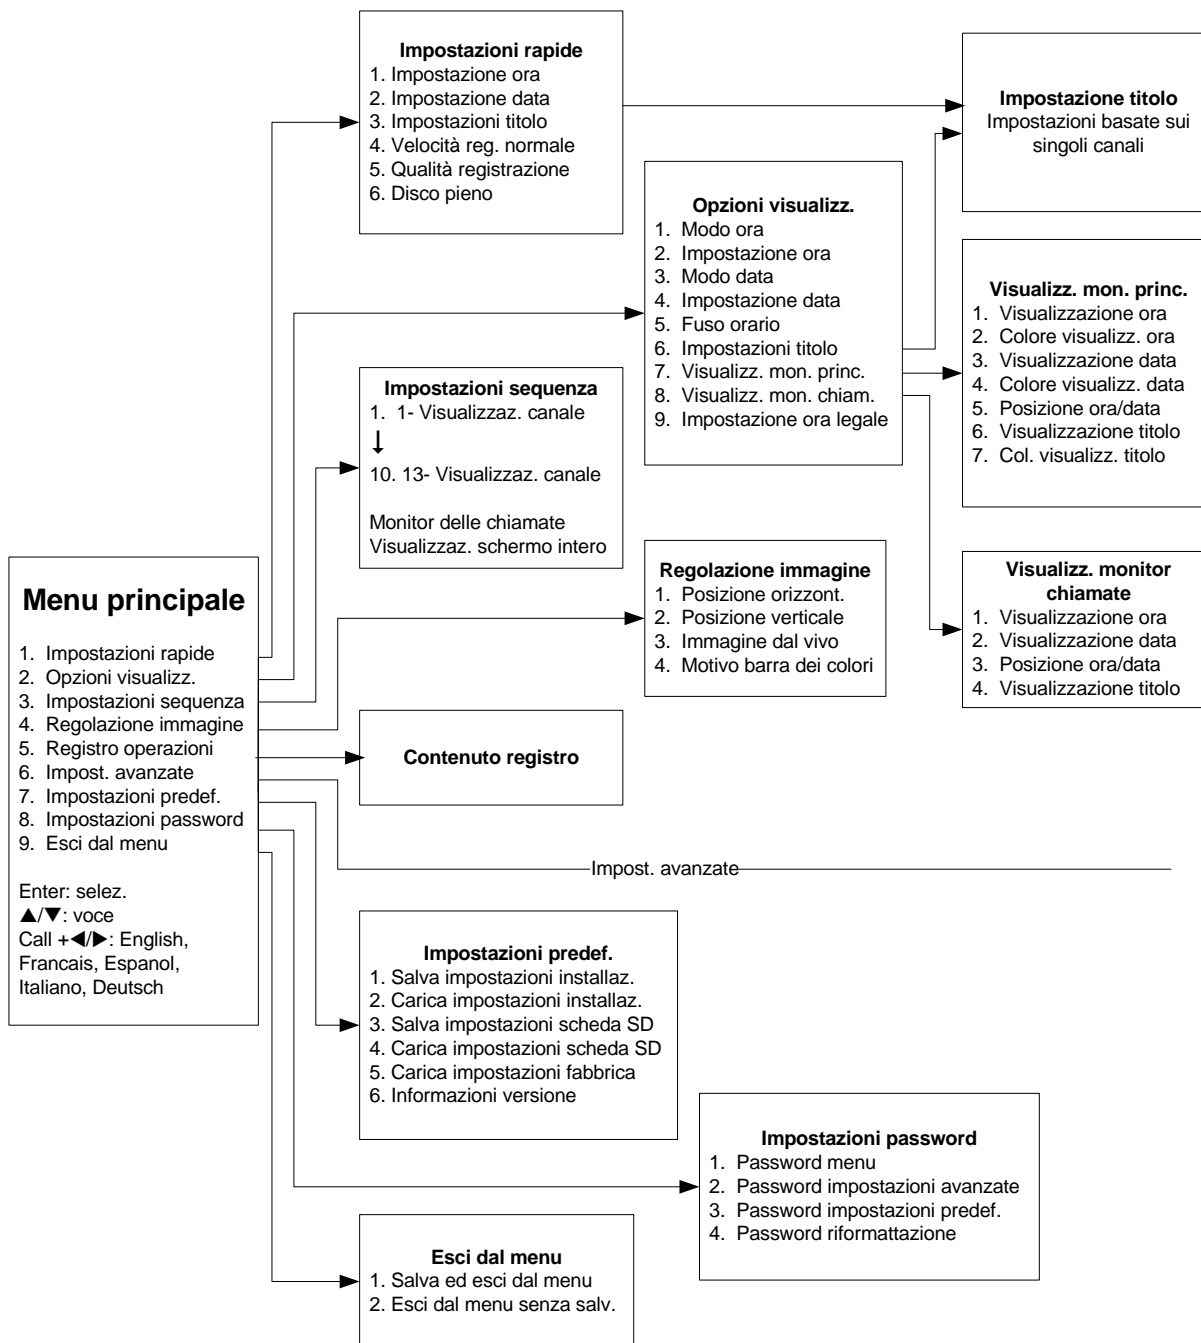 Impostazioni rapide
1. Impostazione ora
2. Impostazione data
3. Impostazioni titolo
4. Velocità reg. normale
5. Qualità registrazione
6. Disco pieno
Impostazione titolo
Impostazioni basate sui
singoli canali
Opzioni visualizz.
1. Modo ora
2. Impostazione ora
3. Modo data
4. Impostazione data
5. Fuso orario
6. Impostazioni titolo
7. Visualizz. mon. princ.
8. Visualizz. mon. chiam.
9. Impostazione ora legale
Visualizz. mon. princ.
1. Visualizzazione ora
2. Colore visualizz. ora
3. Visualizzazione data
4. Colore visualizz. data
5. Posizione ora/data
6. Visualizzazione titolo
7. Col. visualizz. titolo
Impostazioni sequenza
1. 1- Visualizzaz. canale
↓
10. 13- Visualizzaz. canale
Monitor delle chiamate
Visualizzaz. schermo intero
Regolazione immagine
1. Posizione orizzont.
2. Posizione verticale
3. Immagine dal vivo
4. Motivo barra dei colori
Visualizz. monitor
chiamate
1. Visualizzazione ora
2. Visualizzazione data
3. Posizione ora/data
4. Visualizzazione titolo
Menu principale
1. Impostazioni rapide
2. Opzioni visualizz.
3. Impostazioni sequenza
4. Regolazione immagine
5. Registro operazioni
6. Impost. avanzate
7. Impostazioni predef.
8. Impostazioni password
9. Esci dal menu
Enter: selez.
▲/▼: voce
Call +◀/▶: English,
Francais, Espanol,
Italiano, Deutsch
Contenuto registro
Impost. avanzate
Impostazioni predef.
1. Salva impostazioni installaz.
2. Carica impostazioni installaz.
3. Salva impostazioni scheda SD
4. Carica impostazioni scheda SD
5. Carica impostazioni fabbrica
6. Informazioni versione
Impostazioni password
1. Password menu
2. Password impostazioni avanzate
3. Password impostazioni predef.
4. Password riformattazione
Esci dal menu
1. Salva ed esci dal menu
2. Esci dal menu senza salv.